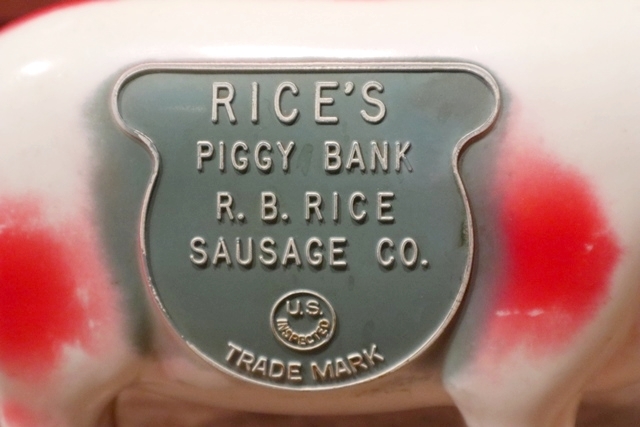 RICE'S
PIGGY BANK
R. B. RICE
SAUSAGE CO.
U.S.
INSPECTED
TRADE MARK